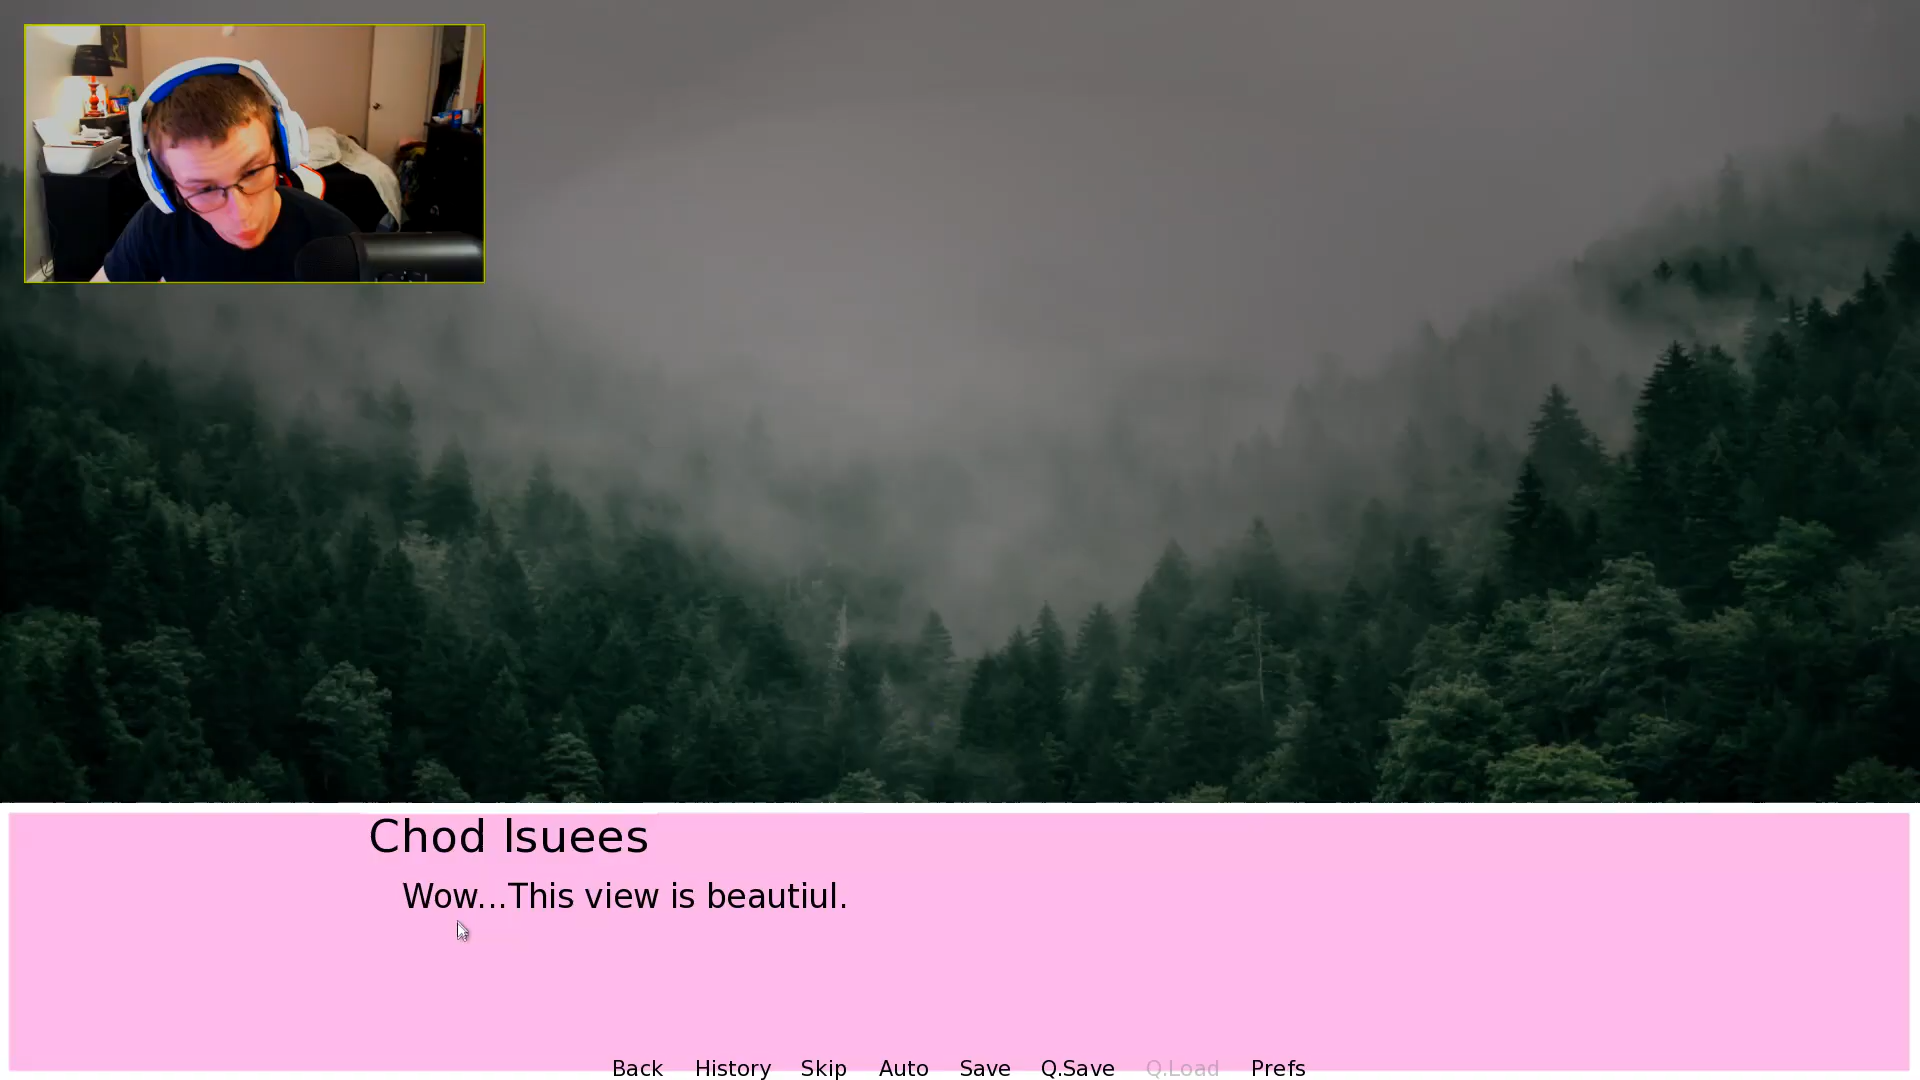 Chod Isuees
Wow...This view is beautiul.
Back History Skip Auto Save Q.Save Q.Load Prefs